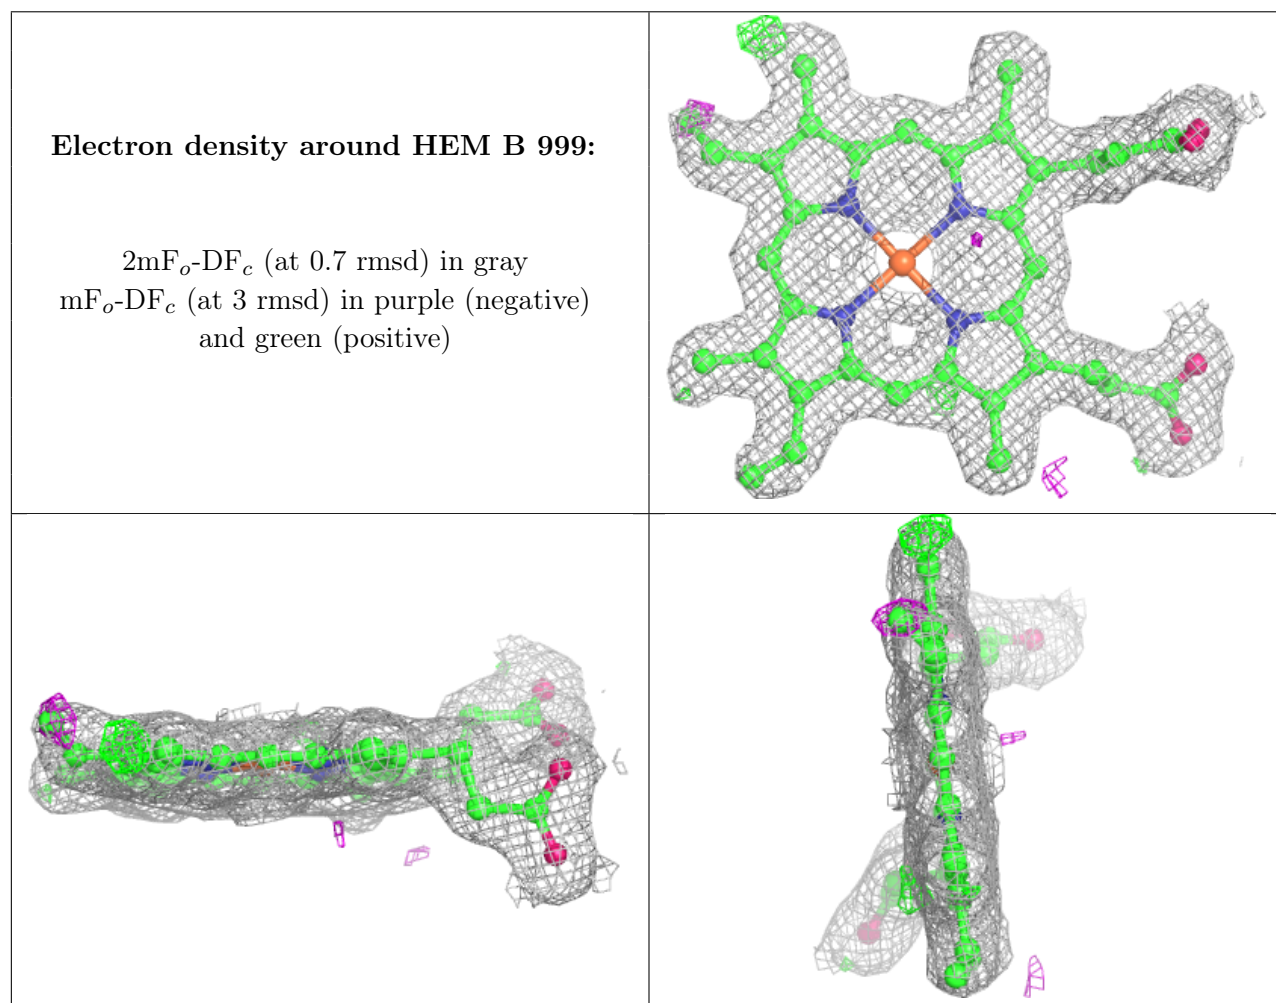 Electron density around HEM B 999:
2mFo-DFc (at 0.7 rmsd) in gray
mFo-DFc (at 3 rmsd) in purple (negative)
and green (positive)